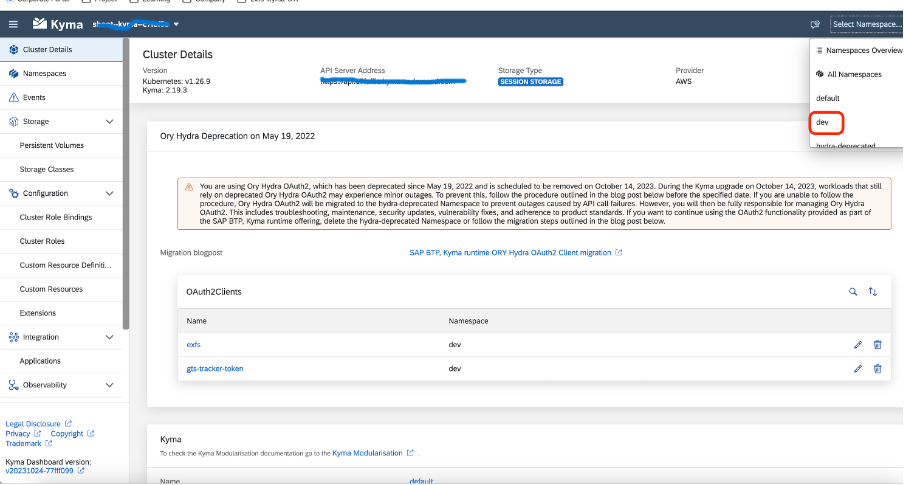 Kyma
Select Namespace...
Namespaces Overview
All Namespaces
default
dev
Cluster Details
Namespaces
Events
Storage
Persistent Volumes
Storage Classes
Configuration
Cluster Role Bindings
Cluster Roles
Custom Resource Definiti...
Custom Resources
Extensions
Integration
Applications
Observability
Legal Disclosure
Privacy Copyright
Trademark
Kyma Dashboard version:
v20231024-77fff099
Cluster Details
Version
Kubernetes: v1.26.9
Kyma: 2.19.3
API Server Address
Storage Type
SESSION STORAGE
Provider
AWS
Ory Hydra Deprecation on May 19, 2022
You are using Ory Hydra OAuth2, which has been deprecated since May 19, 2022 and is scheduled to be removed on October 14, 2023. During the Kyma upgrade on October 14, 2023, workloads that still
rely on deprecated Ory Hydra OAuth2 may experience minor outages. To prevent this, follow the procedure outlined in the blog post below before the specified date. If you are unable to follow the
procedure, Ory Hydra OAuth2 will be migrated to the hydra-deprecated Namespace to prevent outages caused by API call failures. However, you will then be fully responsible for managing Ory Hydra
OAuth2. This includes troubleshooting, maintenance, security updates, vulnerability fixes, and adherence to product standards. If you want to continue using the OAuth2 functionality provided as part of
the SAP BTP, Kyma runtime offering, delete the hydra-deprecated Namespace or follow the migration steps outlined in the blog post below.
Migration blogpost
SAP BTP, Kyma runtime ORY Hydra OAuth2 Client migration
OAuth2Clients
Name Namespace
exfs dev
gts-tracker-token dev
Kyma
To check the Kyma Modularisation documentation go to the Kyma Modularisation .
Name default